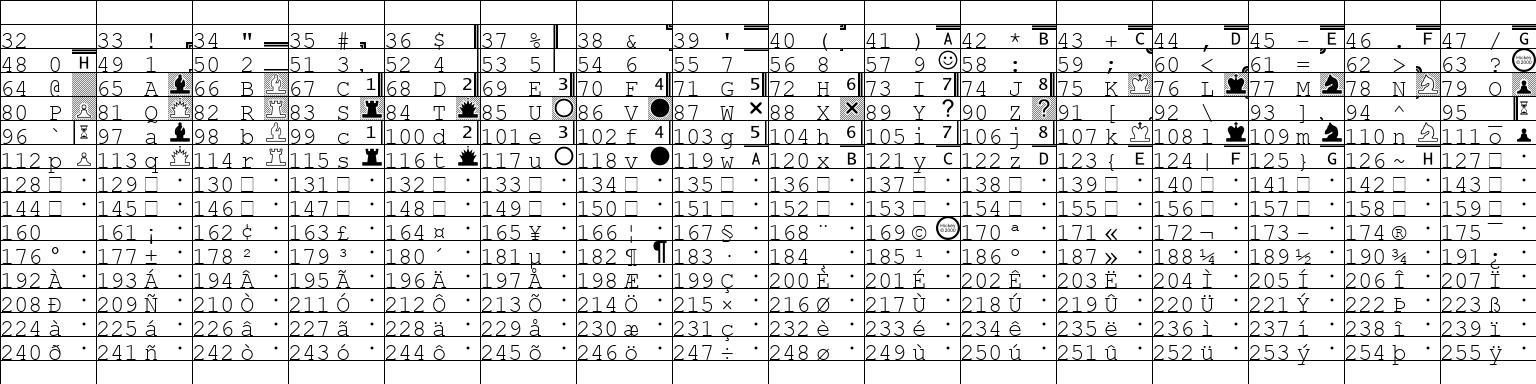 32 33 ! 34 " 35 # 36 $ 37 % 38 & 39 ' 40 ( 41 ) A 42 * B 43 + C 44 , D 45 - E 46 . F 47 / G
48 0 H 49 1 50 2 51 3 52 4 53 5 54 6 55 7 56 8 57 9 ☺ 58 : 59 ; 60 < 61 = 62 > 63 ?
64 @ 65 A ♝ 66 B ♗ 67 C 1 68 D 2 69 E 3 70 F 4 71 G 5 72 H 6 73 I 7 74 J 8 75 K ♔ 76 L ♚ 77 M ♞ 78 N ♘ 79 O ♟
80 P ♙ 81 Q ♕ 82 R ♖ 83 S ♜ 84 T ♛ 85 U ○ 86 V ● 87 W × 88 X × 89 Y ? 90 Z ? 91 [ 92 \ 93 ] 94 ^ 95 ⌛
96 ` ⌛ 97 a ♝ 98 b ♗ 99 c 1 100 d 2 101 e 3 102 f 4 103 g 5 104 h 6 105 i 7 106 j 8 107 k ♔ 108 l ♚ 109 m ♞ 110 n ♘ 111 o ♟
112 p ♙ 113 q ♕ 114 r ♖ 115 s ♜ 116 t ♛ 117 u ○ 118 v ● 119 w A 120 x B 121 y C 122 z D 123 { E 124 | F 125 } G 126 ~ H 127 □ ·
128 □ · 129 □ · 130 □ · 131 □ · 132 □ · 133 □ · 134 □ · 135 □ · 136 □ · 137 □ · 138 □ · 139 □ · 140 □ · 141 □ · 142 □ · 143 □ ·
144 □ · 145 □ · 146 □ · 147 □ · 148 □ · 149 □ · 150 □ · 151 □ · 152 □ · 153 □ · 154 □ · 155 □ · 156 □ · 157 □ · 158 □ · 159 □ ·
160 · 161 ¡ · 162 ¢ · 163 £ · 164 ¤ · 165 ¥ · 166 ¦ · 167 § · 168 ¨ · 169 © 170 ª · 171 « · 172 ¬ · 173 - · 174 ® · 175 ¯ ·
176 ° · 177 ± · 178 ² · 179 ³ · 180 ´ · 181 µ · 182 ¶ ¶ 183 · · 184 ¸ · 185 ¹ · 186 º · 187 » · 188 ¼ · 189 ½ · 190 ¾ · 191 ¿ ·
192 À · 193 Á · 194 Â · 195 Ã · 196 Ä · 197 Å · 198 Æ · 199 Ç · 200 È · 201 É · 202 Ê · 203 Ë · 204 Ì · 205 Í · 206 Î · 207 Ï ·
208 Ð · 209 Ñ · 210 Ò · 211 Ó · 212 Ô · 213 Õ · 214 Ö · 215 × · 216 Ø · 217 Ù · 218 Ú · 219 Û · 220 Ü · 221 Ý · 222 Þ · 223 ß ·
224 à · 225 á · 226 â · 227 ã · 228 ä · 229 å · 230 æ · 231 ç · 232 è · 233 é · 234 ê · 235 ë · 236 ì · 237 í · 238 î · 239 ï ·
240 ð · 241 ñ · 242 ò · 243 ó · 244 ô · 245 õ · 246 ö · 247 ÷ · 248 ø · 249 ù · 250 ú · 251 û · 252 ü · 253 ý · 254 þ · 255 ÿ ·